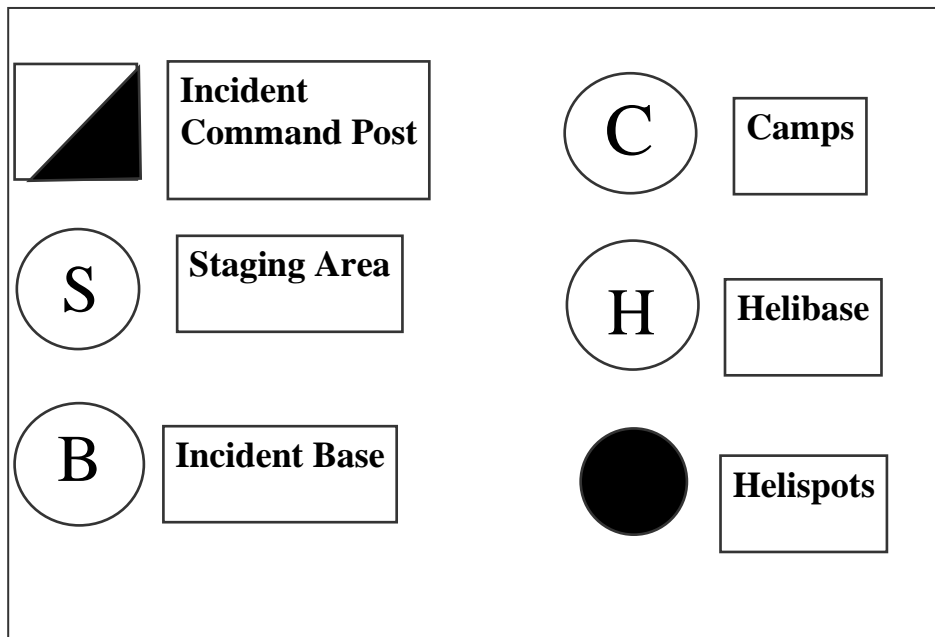 Incident
Command Post
S
Staging Area
B
Incident Base
C
Camps
H
Helibase
Helispots